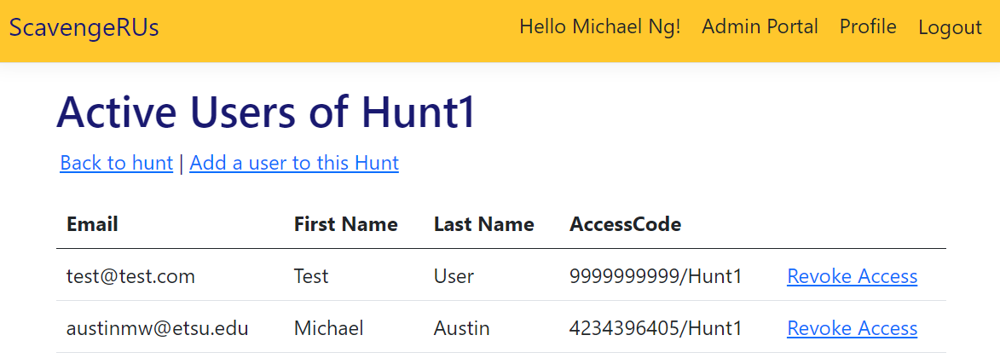 ScavengeRUs Hello Michael Ng! Admin Portal Profile Logout
Active Users of Hunt1
Back to hunt | Add a user to this Hunt
Email First Name Last Name AccessCode
test@test.com Test User 9999999999/Hunt1 Revoke Access
austinmw@etsu.edu Michael Austin 4234396405/Hunt1 Revoke Access